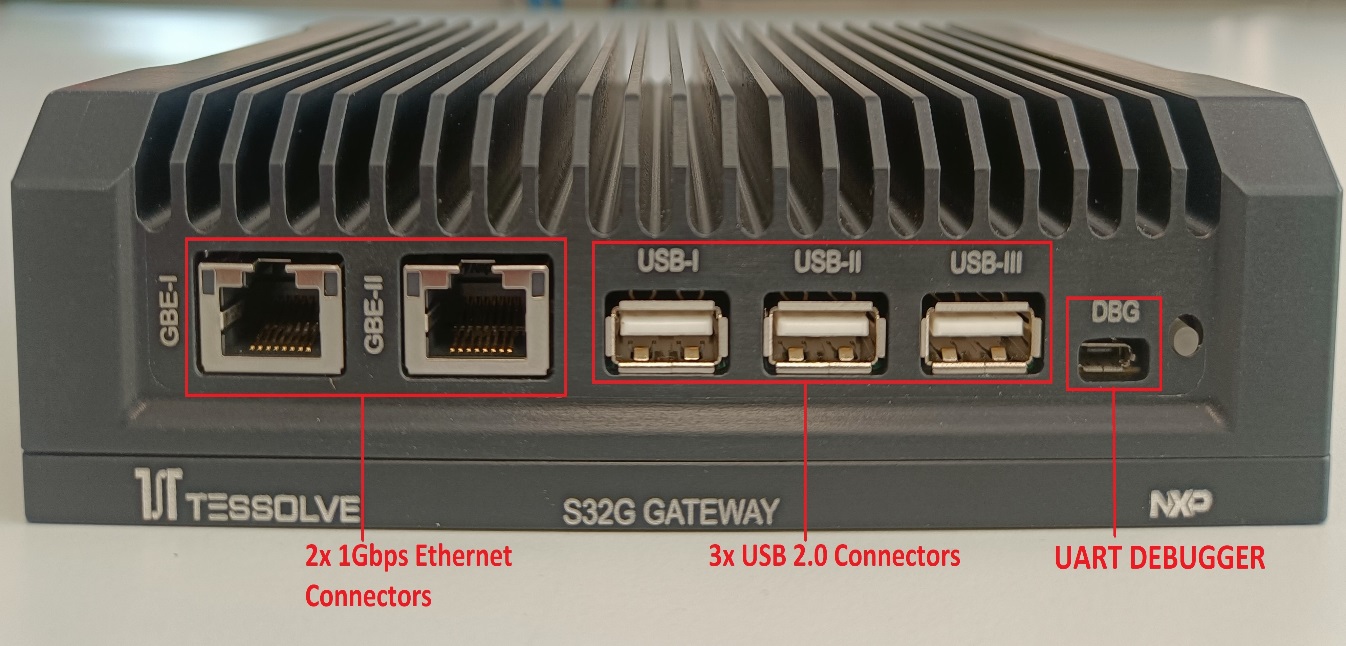 GBE-I
GBE-II
USB-I
USB-II
USB-III
DBG
TESSOLVE
S32G GATEWAY
NXP
2x 1Gbps Ethernet
Connectors
3x USB 2.0 Connectors
UART DEBUGGER